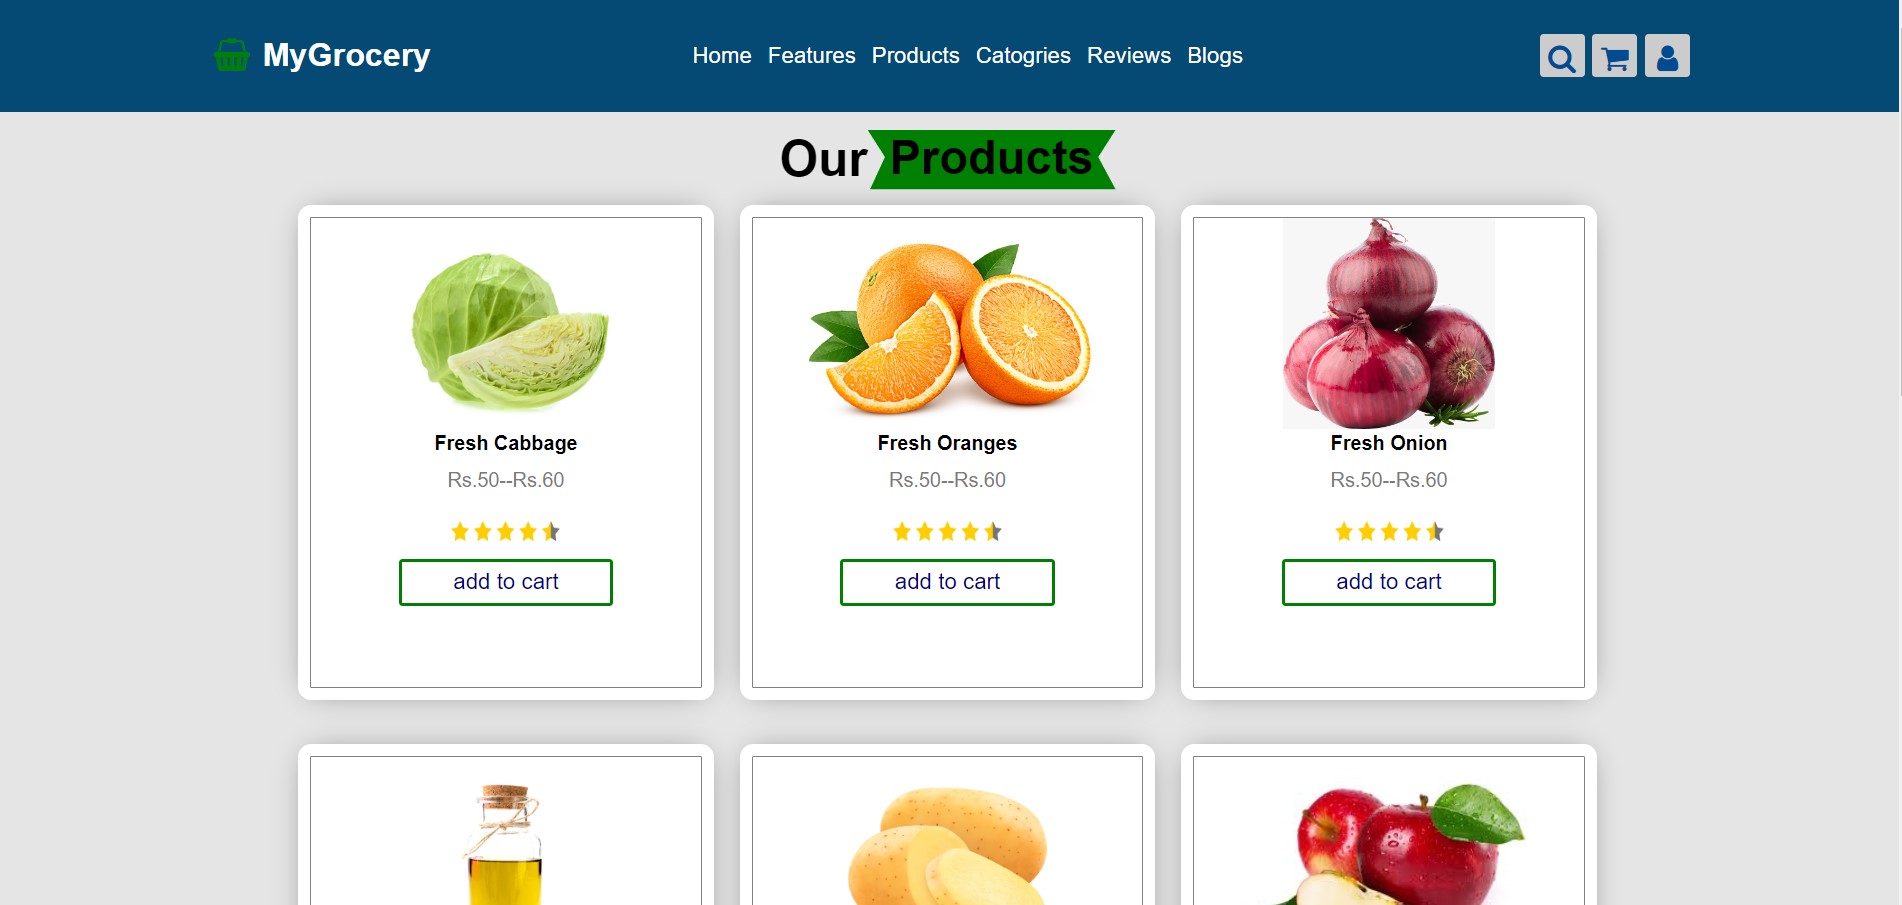 MyGrocery
Home Features Products Catogries Reviews Blogs
Our Products
Fresh Cabbage
Rs.50--Rs.60
add to cart
Fresh Oranges
Rs.50--Rs.60
add to cart
Fresh Onion
Rs.50--Rs.60
add to cart